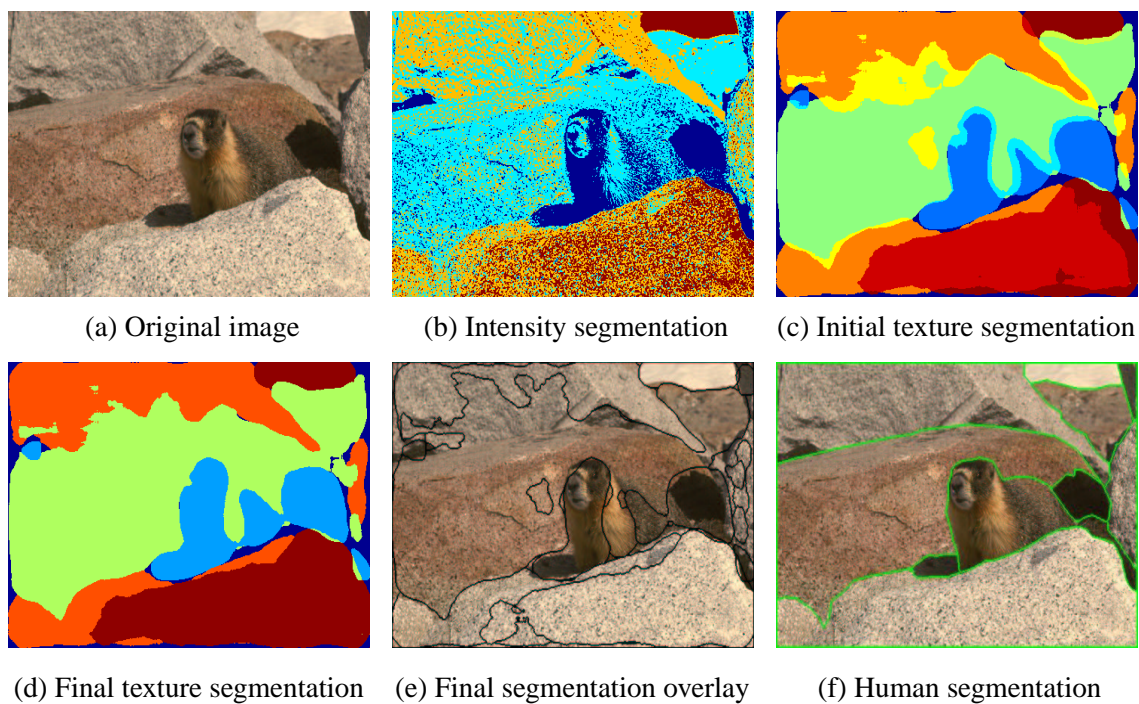 (a) Original image
(b) Intensity segmentation
(c) Initial texture segmentation
(d) Final texture segmentation
(e) Final segmentation overlay
(f) Human segmentation